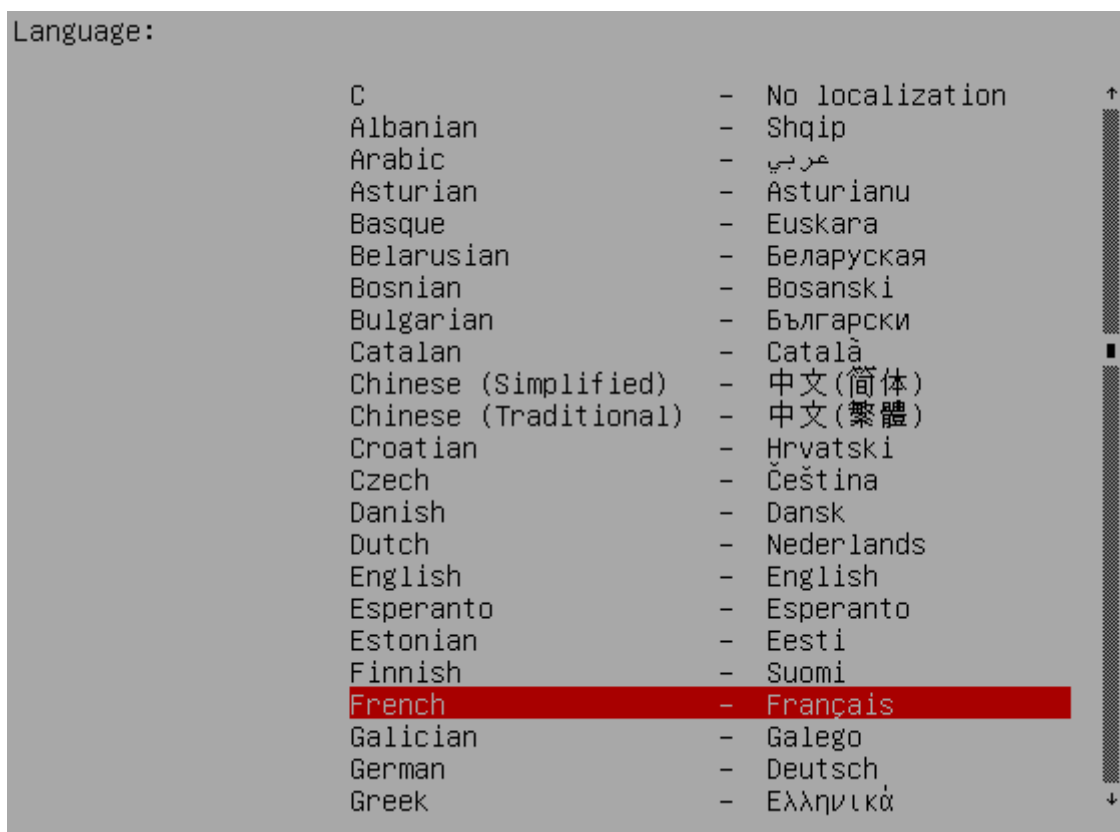 Language:
C - No localization
Albanian - Shqip
Arabic - عربي
Asturian - Asturianu
Basque - Euskara
Belarusian - Беларуская
Bosnian - Bosanski
Bulgarian - Български
Catalan - Català
Chinese (Simplified) - 中文(简体)
Chinese (Traditional) - 中文(繁體)
Croatian - Hrvatski
Czech - Čeština
Danish - Dansk
Dutch - Nederlands
English - English
Esperanto - Esperanto
Estonian - Eesti
Finnish - Suomi
French - Français
Galician - Galego
German - Deutsch
Greek - Ελληνικά